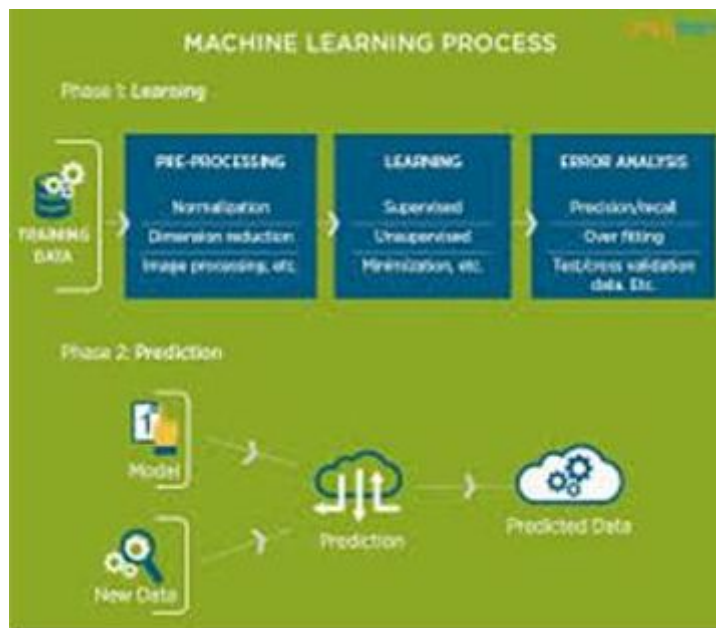 MACHINE LEARNING PROCESS
Phase 1: Learning
TRAINING
DATA
PRE-PROCESSING
Normalization
Dimension reduction
Image processing, etc.
LEARNING
Supervised
Unsupervised
Minimization, etc.
ERROR ANALYSIS
Precision/recall
Over fitting
Test/cross validation
data. Etc.
Phase 2: Prediction
Model
New Data
Prediction
Predicted Data